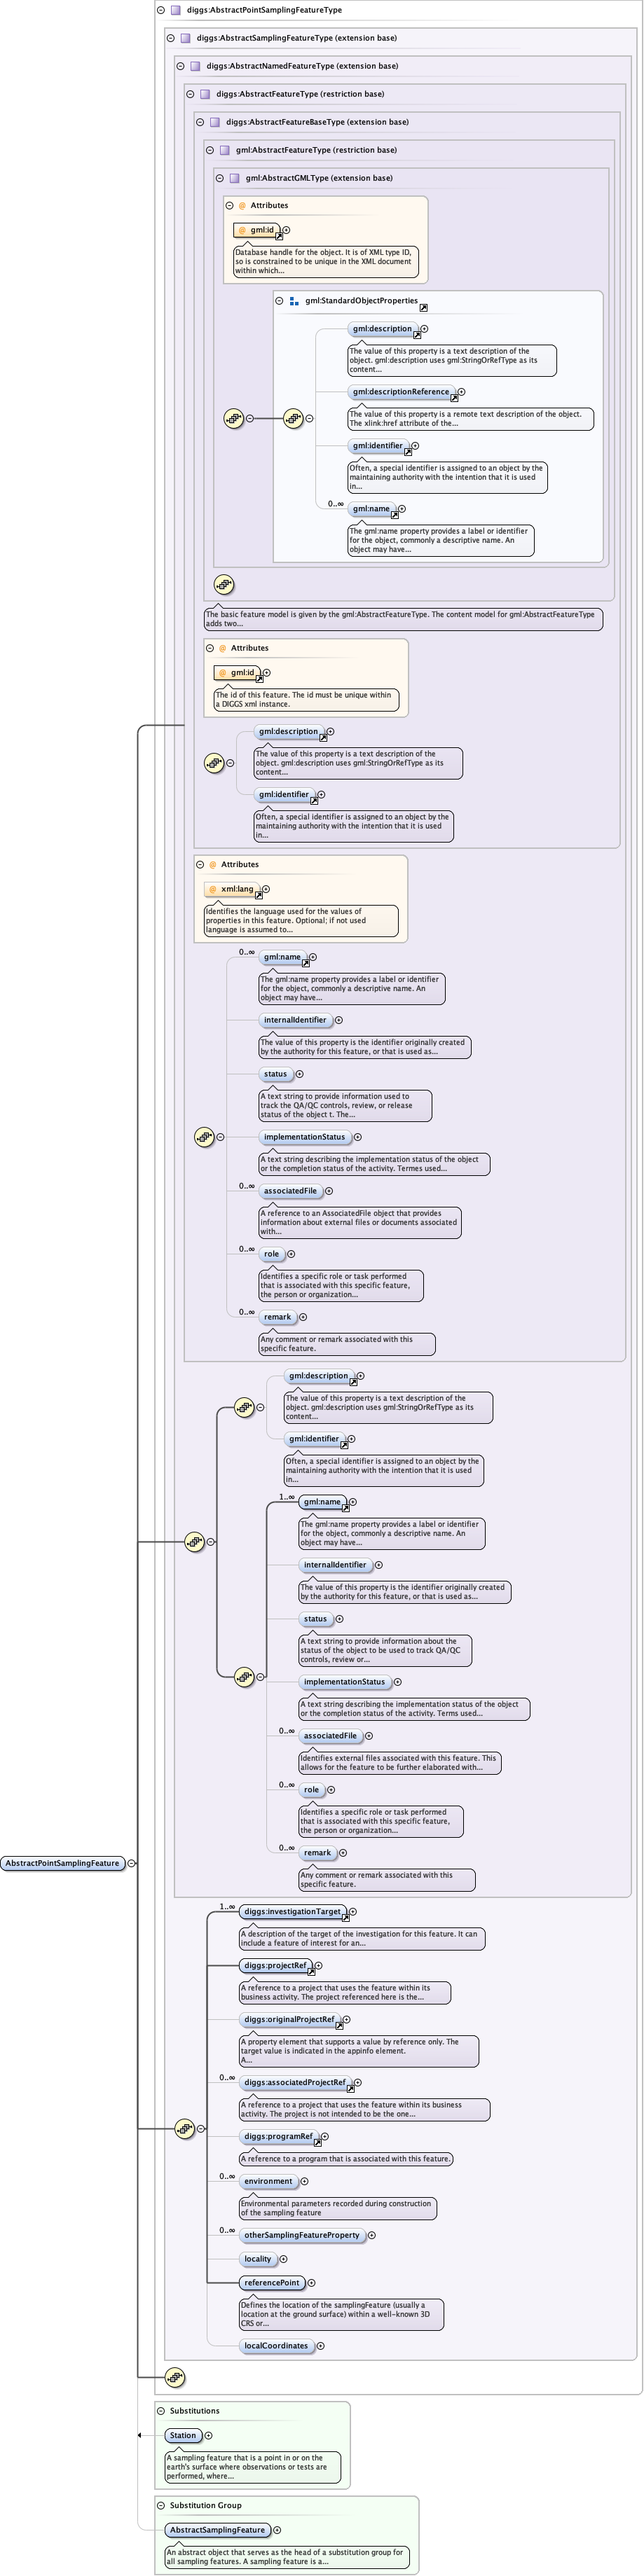 diggs:AbstractPointSamplingFeatureType
diggs:AbstractSamplingFeatureType (extension base)
diggs:AbstractNamedFeatureType (extension base)
diggs:AbstractFeatureType (restriction base)
diggs:AbstractFeatureBaseType (extension base)
gml:AbstractFeatureType (restriction base)
gml:AbstractGMLType (extension base)
@ Attributes
@ gml:id
Database handle for the object. It is of XML type ID,
so is constrained to be unique in the XML document
within which...
gml:StandardObjectProperties
gml:description
The value of this property is a text description of the
object. gml:description uses gml:StringOrRefType as its
content...
gml:descriptionReference
The value of this property is a remote text description of the object.
The xlink:href attribute of the...
gml:identifier
Often, a special identifier is assigned to an object by the
maintaining authority with the intention that it is used
in...
0..∞
gml:name
The gml:name property provides a label or identifier
for the object, commonly a descriptive name. An
object may have...
The basic feature model is given by the gml:AbstractFeatureType. The content model for gml:AbstractFeatureType
adds two...
@ Attributes
@ gml:id
The id of this feature. The id must be unique within
a DIGGS xml instance.
gml:description
The value of this property is a text description of the
object. gml:description uses gml:StringOrRefType as its
content...
gml:identifier
Often, a special identifier is assigned to an object by the
maintaining authority with the intention that it is used
in...
@ Attributes
@ xml:lang
Identifies the language used for the values of
properties in this feature. Optional; if not used
language is assumed to...
0..∞
gml:name
The gml:name property provides a label or identifier
for the object, commonly a descriptive name. An
object may have...
internalIdentifier
The value of this property is the identifier originally created
by the authority for this feature, or that is used as...
status
A text string to provide information used to
track the QA/QC controls, review, or release
status of the object t. The...
implementationStatus
A text string describing the implementation status of the object
or the completion status of the activity. Termes used...
0..∞
associatedFile
A reference to an AssociatedFile object that provides
information about external files or documents associated
with...
0..∞
role
Identifies a specific role or task performed
that is associated with this specific feature,
the person or organization...
0..∞
remark
Any comment or remark associated with this
specific feature.
gml:description
The value of this property is a text description of the
object. gml:description uses gml:StringOrRefType as its
content...
gml:identifier
Often, a special identifier is assigned to an object by the
maintaining authority with the intention that it is used
in...
1..∞
gml:name
The gml:name property provides a label or identifier
for the object, commonly a descriptive name. An
object may have...
internalIdentifier
The value of this property is the identifier originally created
by the authority for this feature, or that is used as...
status
A text string to provide information about the
status of the object to be used to track QA/QC
controls, review or...
implementationStatus
A text string describing the implementation status of the object
or the completion status of the activity. Terms used...
0..∞
associatedFile
Identifies external files associated with this feature. This
allows for the feature to be further elaborated with...
0..∞
role
Identifies a specific role or task performed
that is associated with this specific feature,
the person or organization...
0..∞
remark
Any comment or remark associated with this
specific feature.
AbstractPointSamplingFeature
1..∞
diggs:investigationTarget
A description of the target of the investigation for this feature. It can
include a feature of interest for an...
diggs:projectRef
A reference to a project that uses the feature within its
business activity. The project referenced here is the...
diggs:originalProjectRef
A property element that supports a value by reference only. The
target value is indicated in the appinfo element.
A...
0..∞
diggs:associatedProjectRef
A reference to a project that uses the feature within its business
activity. The project is not intended to be the one...
diggs:programRef
A reference to a program that is associated with this feature.
0..∞
environment
Environmental parameters recorded during construction
of the sampling feature
0..∞
otherSamplingFeatureProperty
locality
referencePoint
Defines the location of the samplingFeature (usually a
location at the ground surface) within a well-known 3D
CRS or...
localCoordinates
Substitutions
Station
A sampling feature that is a point in or on the
earth's surface where observations or tests are
performed, where...
Substitution Group
AbstractSamplingFeature
An abstract object that serves as the head of a substitution group for
all sampling features. A sampling feature is a...